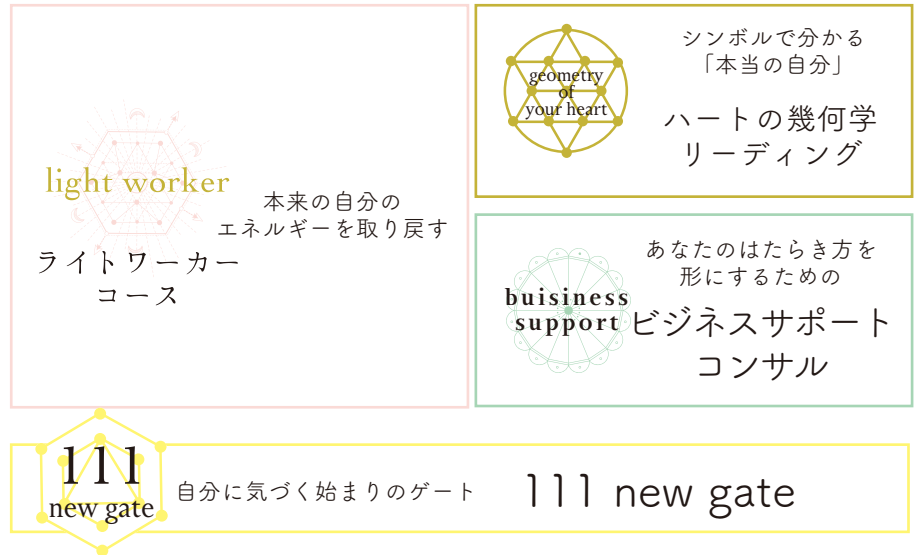 light worker
本来の自分の
エネルギーを取り戻す
ライトワーカー
コース
geometry
of
your heart
シンボルで分かる
「本当の自分」
ハートの幾何学
リーディング
buisiness
support
あなたのはたらき方を
形にするための
ビジネスサポート
コンサル
111
new gate
自分に気づく始まりのゲート
111 new gate